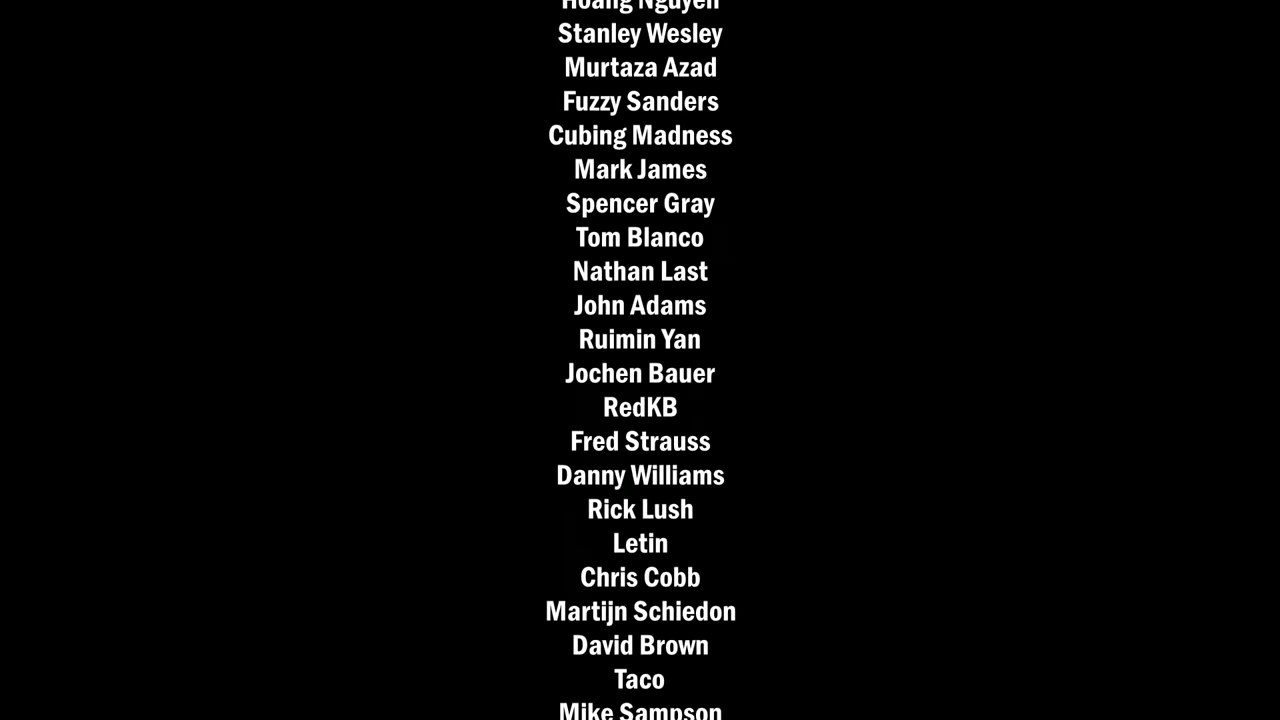 Hoang Nguyen
Stanley Wesley
Murtaza Azad
Fuzzy Sanders
Cubing Madness
Mark James
Spencer Gray
Tom Blanco
Nathan Last
John Adams
Ruimin Yan
Jochen Bauer
RedKB
Fred Strauss
Danny Williams
Rick Lush
Letin
Chris Cobb
Martijn Schiedon
David Brown
Taco
Mike Sampson